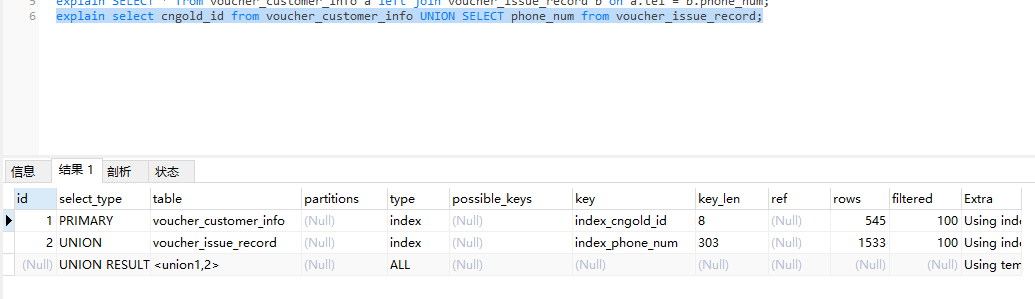 5 explain SELECT * from voucher_customer_info a left join voucher_issue_record b on a.tel = b.phone_num;
6 explain select cngold_id from voucher_customer_info UNION SELECT phone_num from voucher_issue_record;
信息 结果 1 剖析 状态
id select_type table partitions type possible_keys key key_len ref rows filtered Extra
1 PRIMARY voucher_customer_info (Null) index (Null) index_cngold_id 8 (Null) 545 100 Using inde
2 UNION voucher_issue_record (Null) index (Null) index_phone_num 303 (Null) 1533 100 Using inde
(Null) UNION RESULT <union1,2> (Null) ALL (Null) (Null) (Null) (Null) (Null) (Null) Using tem